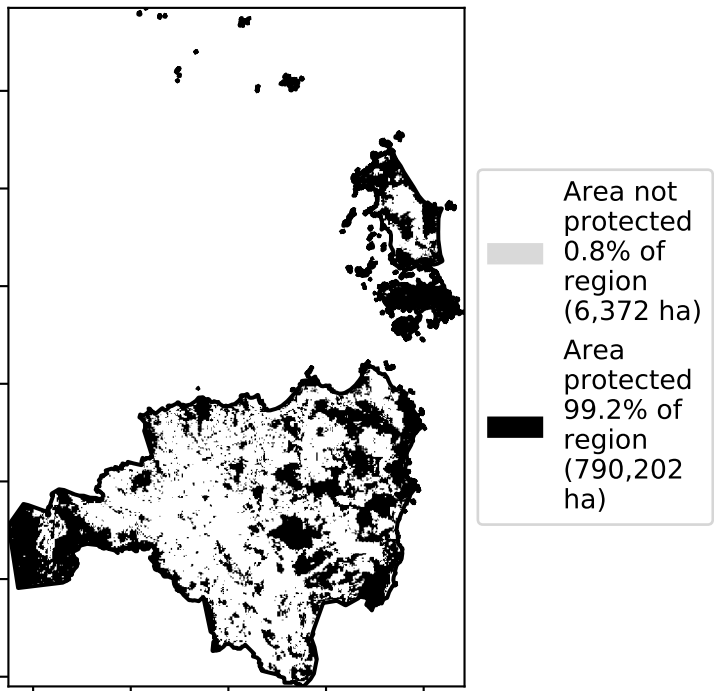 Area not
protected
0.8% of
region
(6,372 ha)
Area
protected
99.2% of
region
(790,202
ha)